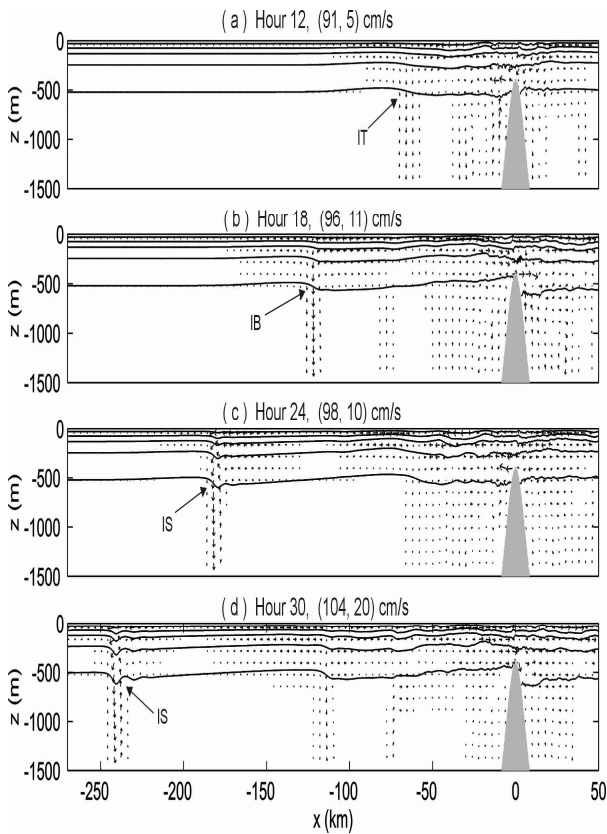 ( a ) Hour 12, (91, 5) cm/s
0
-500
-1000
-1500
z (m)
IT
( b ) Hour 18, (96, 11) cm/s
0
-500
-1000
-1500
z (m)
IB
( c ) Hour 24, (98, 10) cm/s
0
-500
-1000
-1500
z (m)
IS
( d ) Hour 30, (104, 20) cm/s
0
-500
-1000
-1500
z (m)
IS
-250 -200 -150 -100 -50 0 50
x (km)